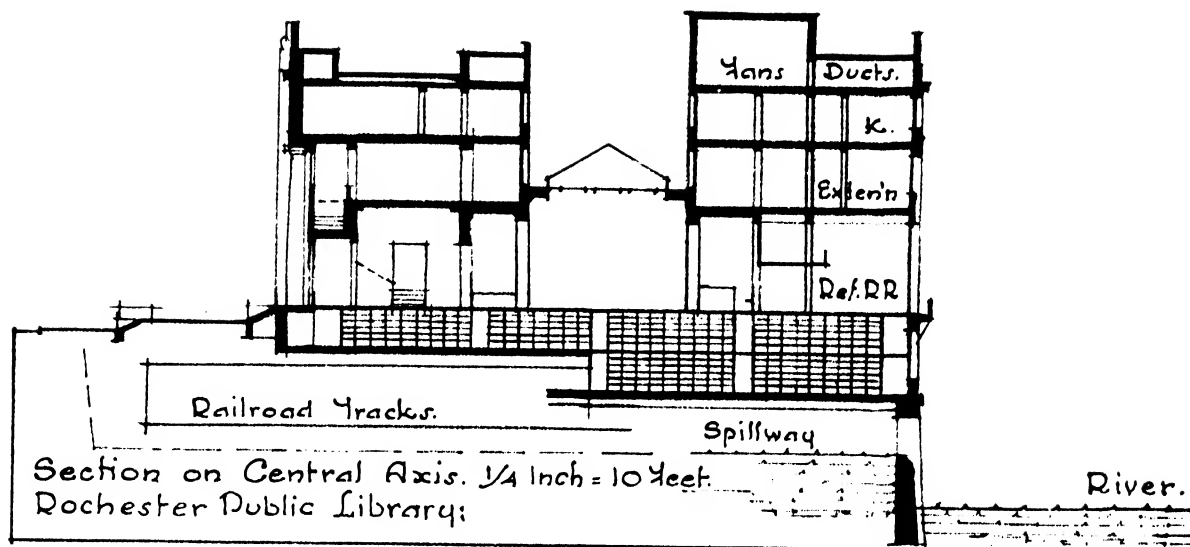 Fans Ducts.
K.
Exten'n
Ref. RR
Railroad Tracks.
Spillway
Section on Central Axis. 1/4 Inch = 10 Feet.
Rochester Public Library:
River.